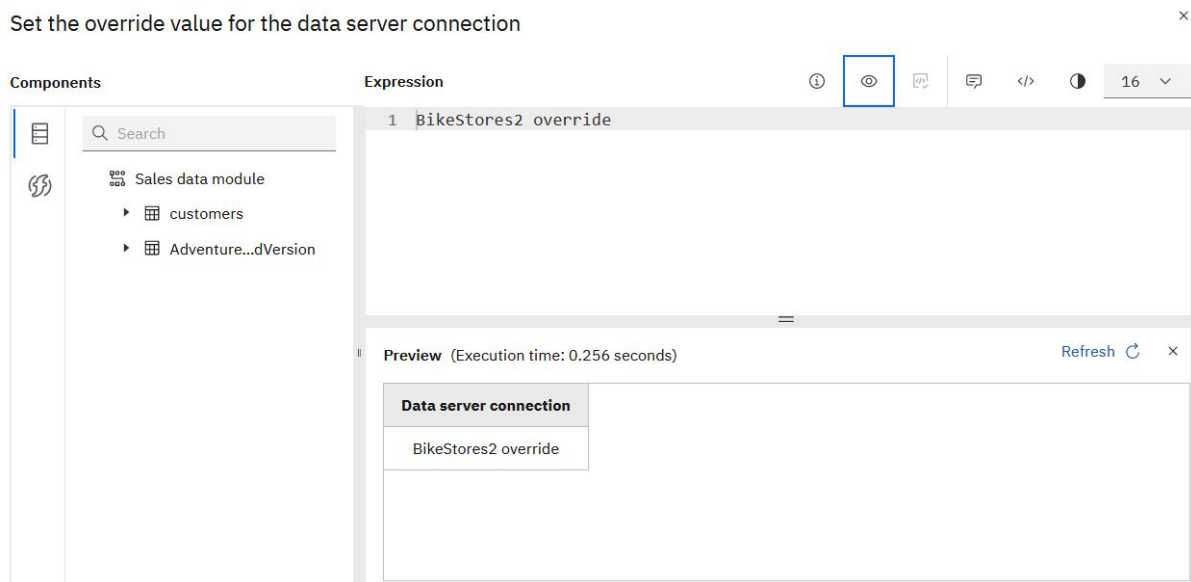 Set the override value for the data server connection
Components
Expression
16
Search
Sales data module
customers
Adventure...dVersion
1 BikeStores2 override
Preview (Execution time: 0.256 seconds)
Refresh
Data server connection
BikeStores2 override